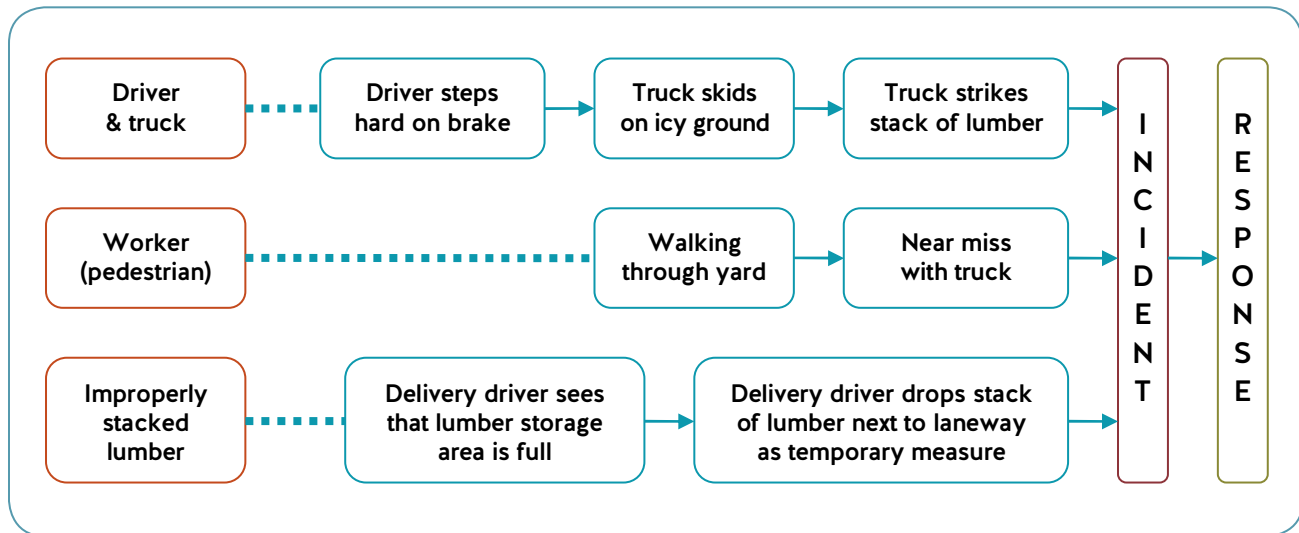 Driver
& truck
Driver steps
hard on brake
Truck skids
on icy ground
Truck strikes
stack of lumber
Worker
(pedestrian)
Walking
through yard
Near miss
with truck
Improperly
stacked
lumber
Delivery driver sees
that lumber storage
area is full
Delivery driver drops stack
of lumber next to laneway
as temporary measure
INCIDENT
RESPONSE